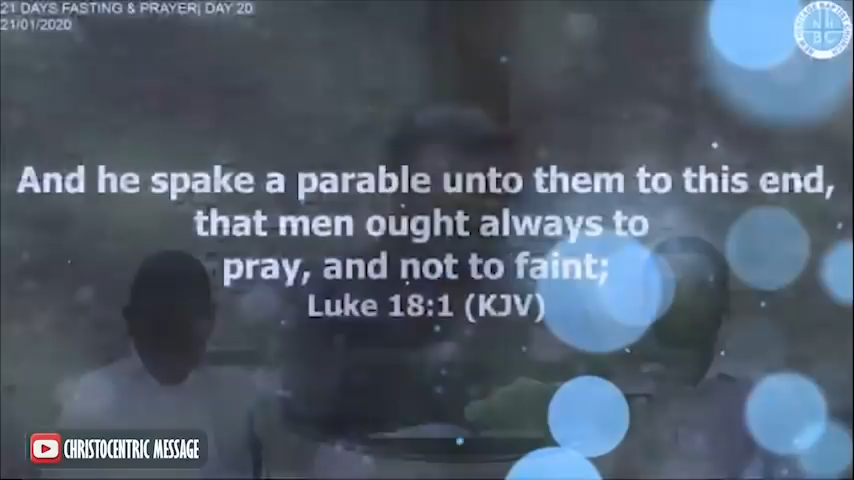 21 DAYS FASTING & PRAYER| DAY 20
21/01/2020
And he spake a parable unto them to this end,
that men ought always to
pray, and not to faint;
Luke 18:1 (KJV)
CHRISTOCENTRIC MESSAGE